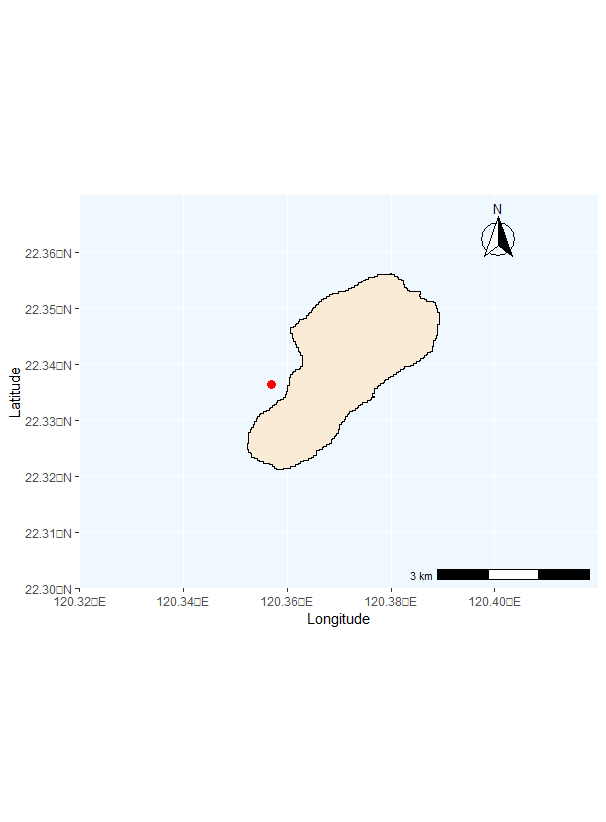 N
22.36□N
22.35□N
22.34□N
22.33□N
22.32□N
22.31□N
22.30□N
Latitude
3 km
120.32□E 120.34□E 120.36□E 120.38□E 120.40□E
Longitude